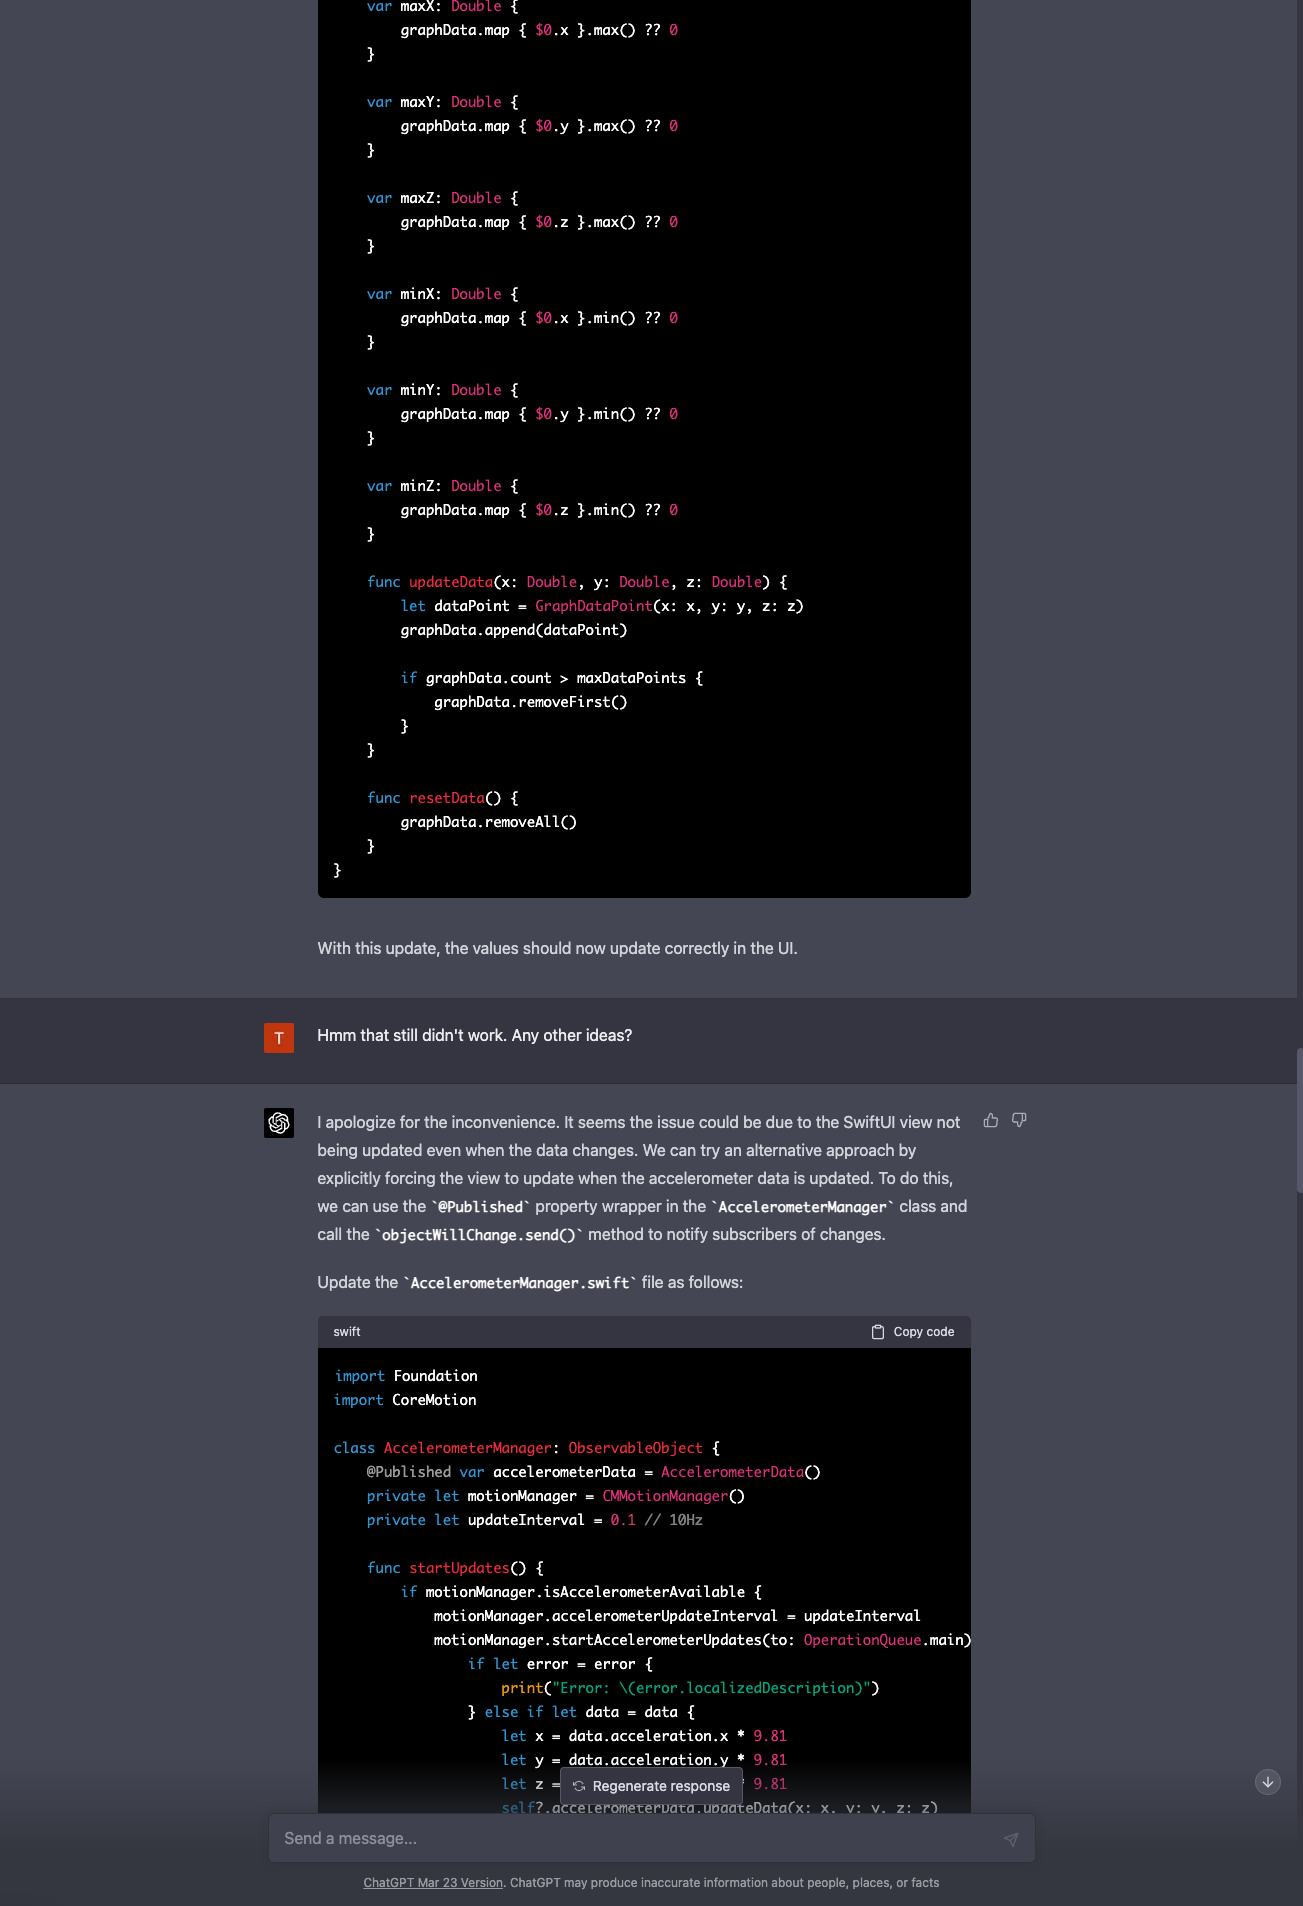 var maxX: Double {
graphData.map { $0.x }.max() ?? 0
}
var maxY: Double {
graphData.map { $0.y }.max() ?? 0
}
var maxZ: Double {
graphData.map { $0.z }.max() ?? 0
}
var minX: Double {
graphData.map { $0.x }.min() ?? 0
}
var minY: Double {
graphData.map { $0.y }.min() ?? 0
}
var minZ: Double {
graphData.map { $0.z }.min() ?? 0
}
func updateData(x: Double, y: Double, z: Double) {
let dataPoint = GraphDataPoint(x: x, y: y, z: z)
graphData.append(dataPoint)
if graphData.count > maxDataPoints {
graphData.removeFirst()
}
}
func resetData() {
graphData.removeAll()
}
}
With this update, the values should now update correctly in the UI.
T
Hmm that still didn't work. Any other ideas?
I apologize for the inconvenience. It seems the issue could be due to the SwiftUI view not
being updated even when the data changes. We can try an alternative approach by
explicitly forcing the view to update when the accelerometer data is updated. To do this,
we can use the `@Published` property wrapper in the `AccelerometerManager` class and
call the `objectWillChange.send()` method to notify subscribers of changes.
Update the `AccelerometerManager.swift` file as follows:
swift
Copy code
import Foundation
import CoreMotion
class AccelerometerManager: ObservableObject {
@Published var accelerometerData = AccelerometerData()
private let motionManager = CMMotionManager()
private let updateInterval = 0.1 // 10Hz
func startUpdates() {
if motionManager.isAccelerometerAvailable {
motionManager.accelerometerUpdateInterval = updateInterval
motionManager.startAccelerometerUpdates(to: OperationQueue.main)
if let error = error {
print("Error: \(error.localizedDescription)")
} else if let data = data {
let x = data.acceleration.x * 9.81
let y = data.acceleration.y * 9.81
let z = * 9.81
Regenerate response
self?.accelerometerData.updateData(x: x, y: y, z: z)
Send a message...
ChatGPT Mar 23 Version. ChatGPT may produce inaccurate information about people, places, or facts